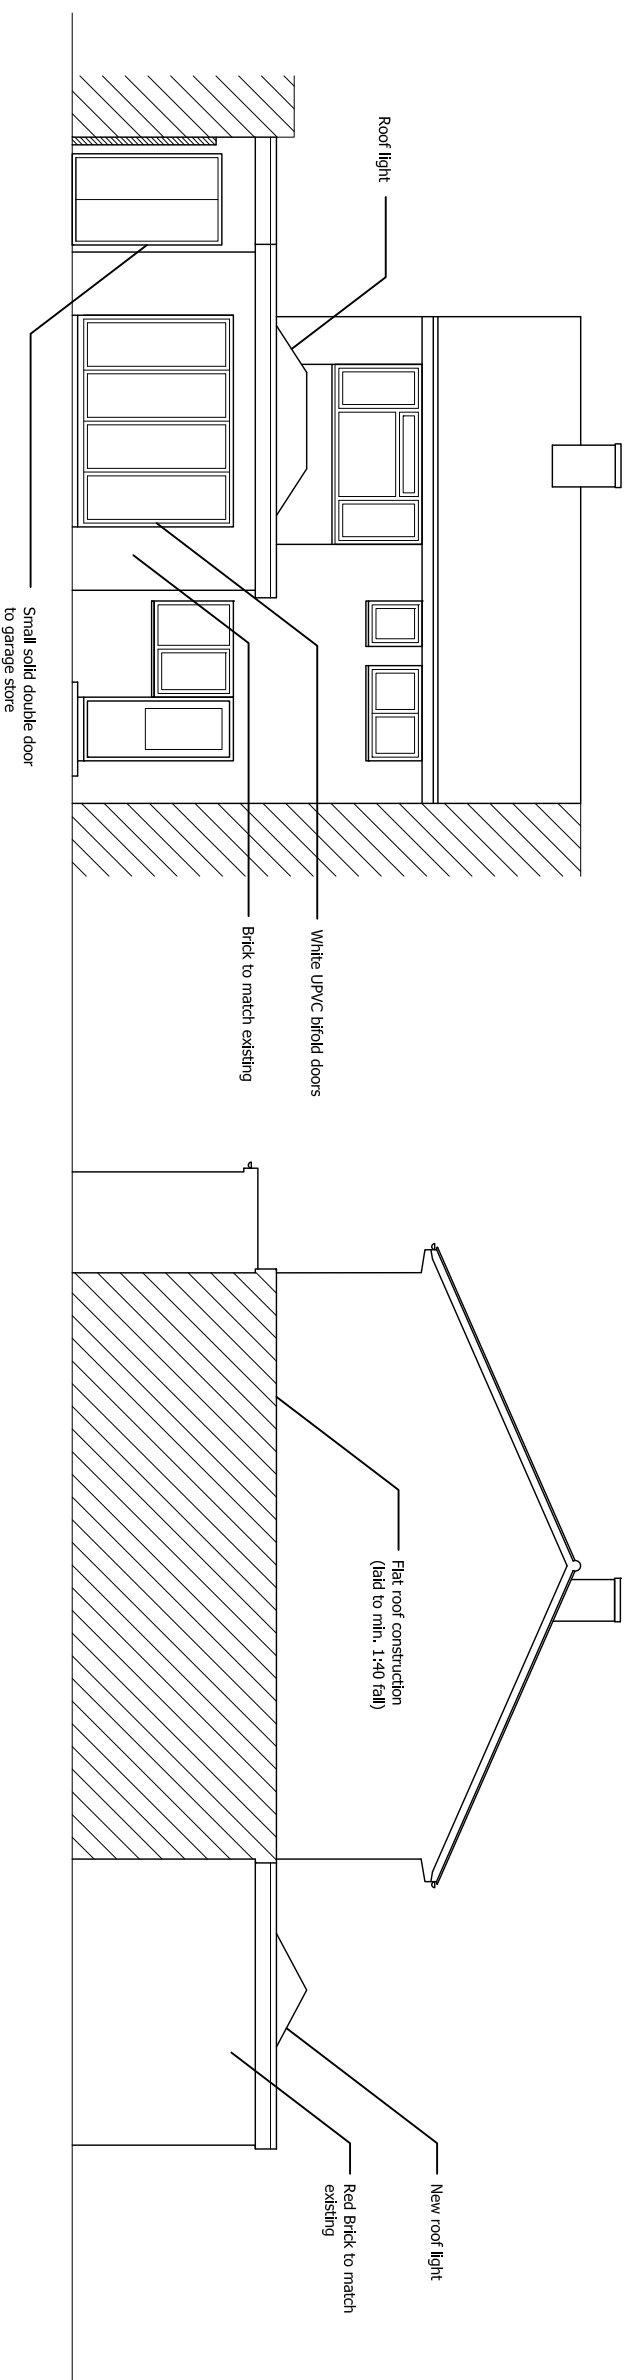 Roof light
Small solid double door
to garage store
White UPVC bifold doors
Brick to match existing
Flat roof construction
(laid to min. 1:40 fall)
New roof light
Red Brick to match
existing